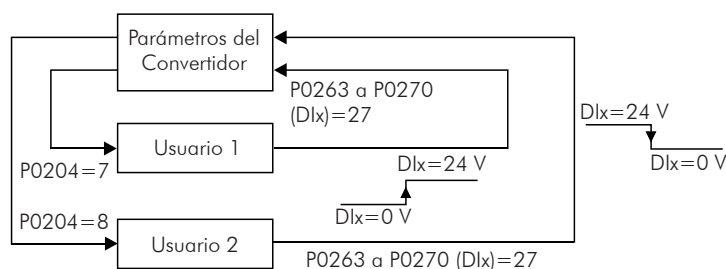 Parámetros del
Convertidor
P0263 a P0270
(DIx)=27
DIx=24 V
DIx=0 V
Usuario 1
P0204=7
DIx=24 V
DIx=0 V
P0204=8
Usuario 2
P0263 a P0270 (DIx)=27